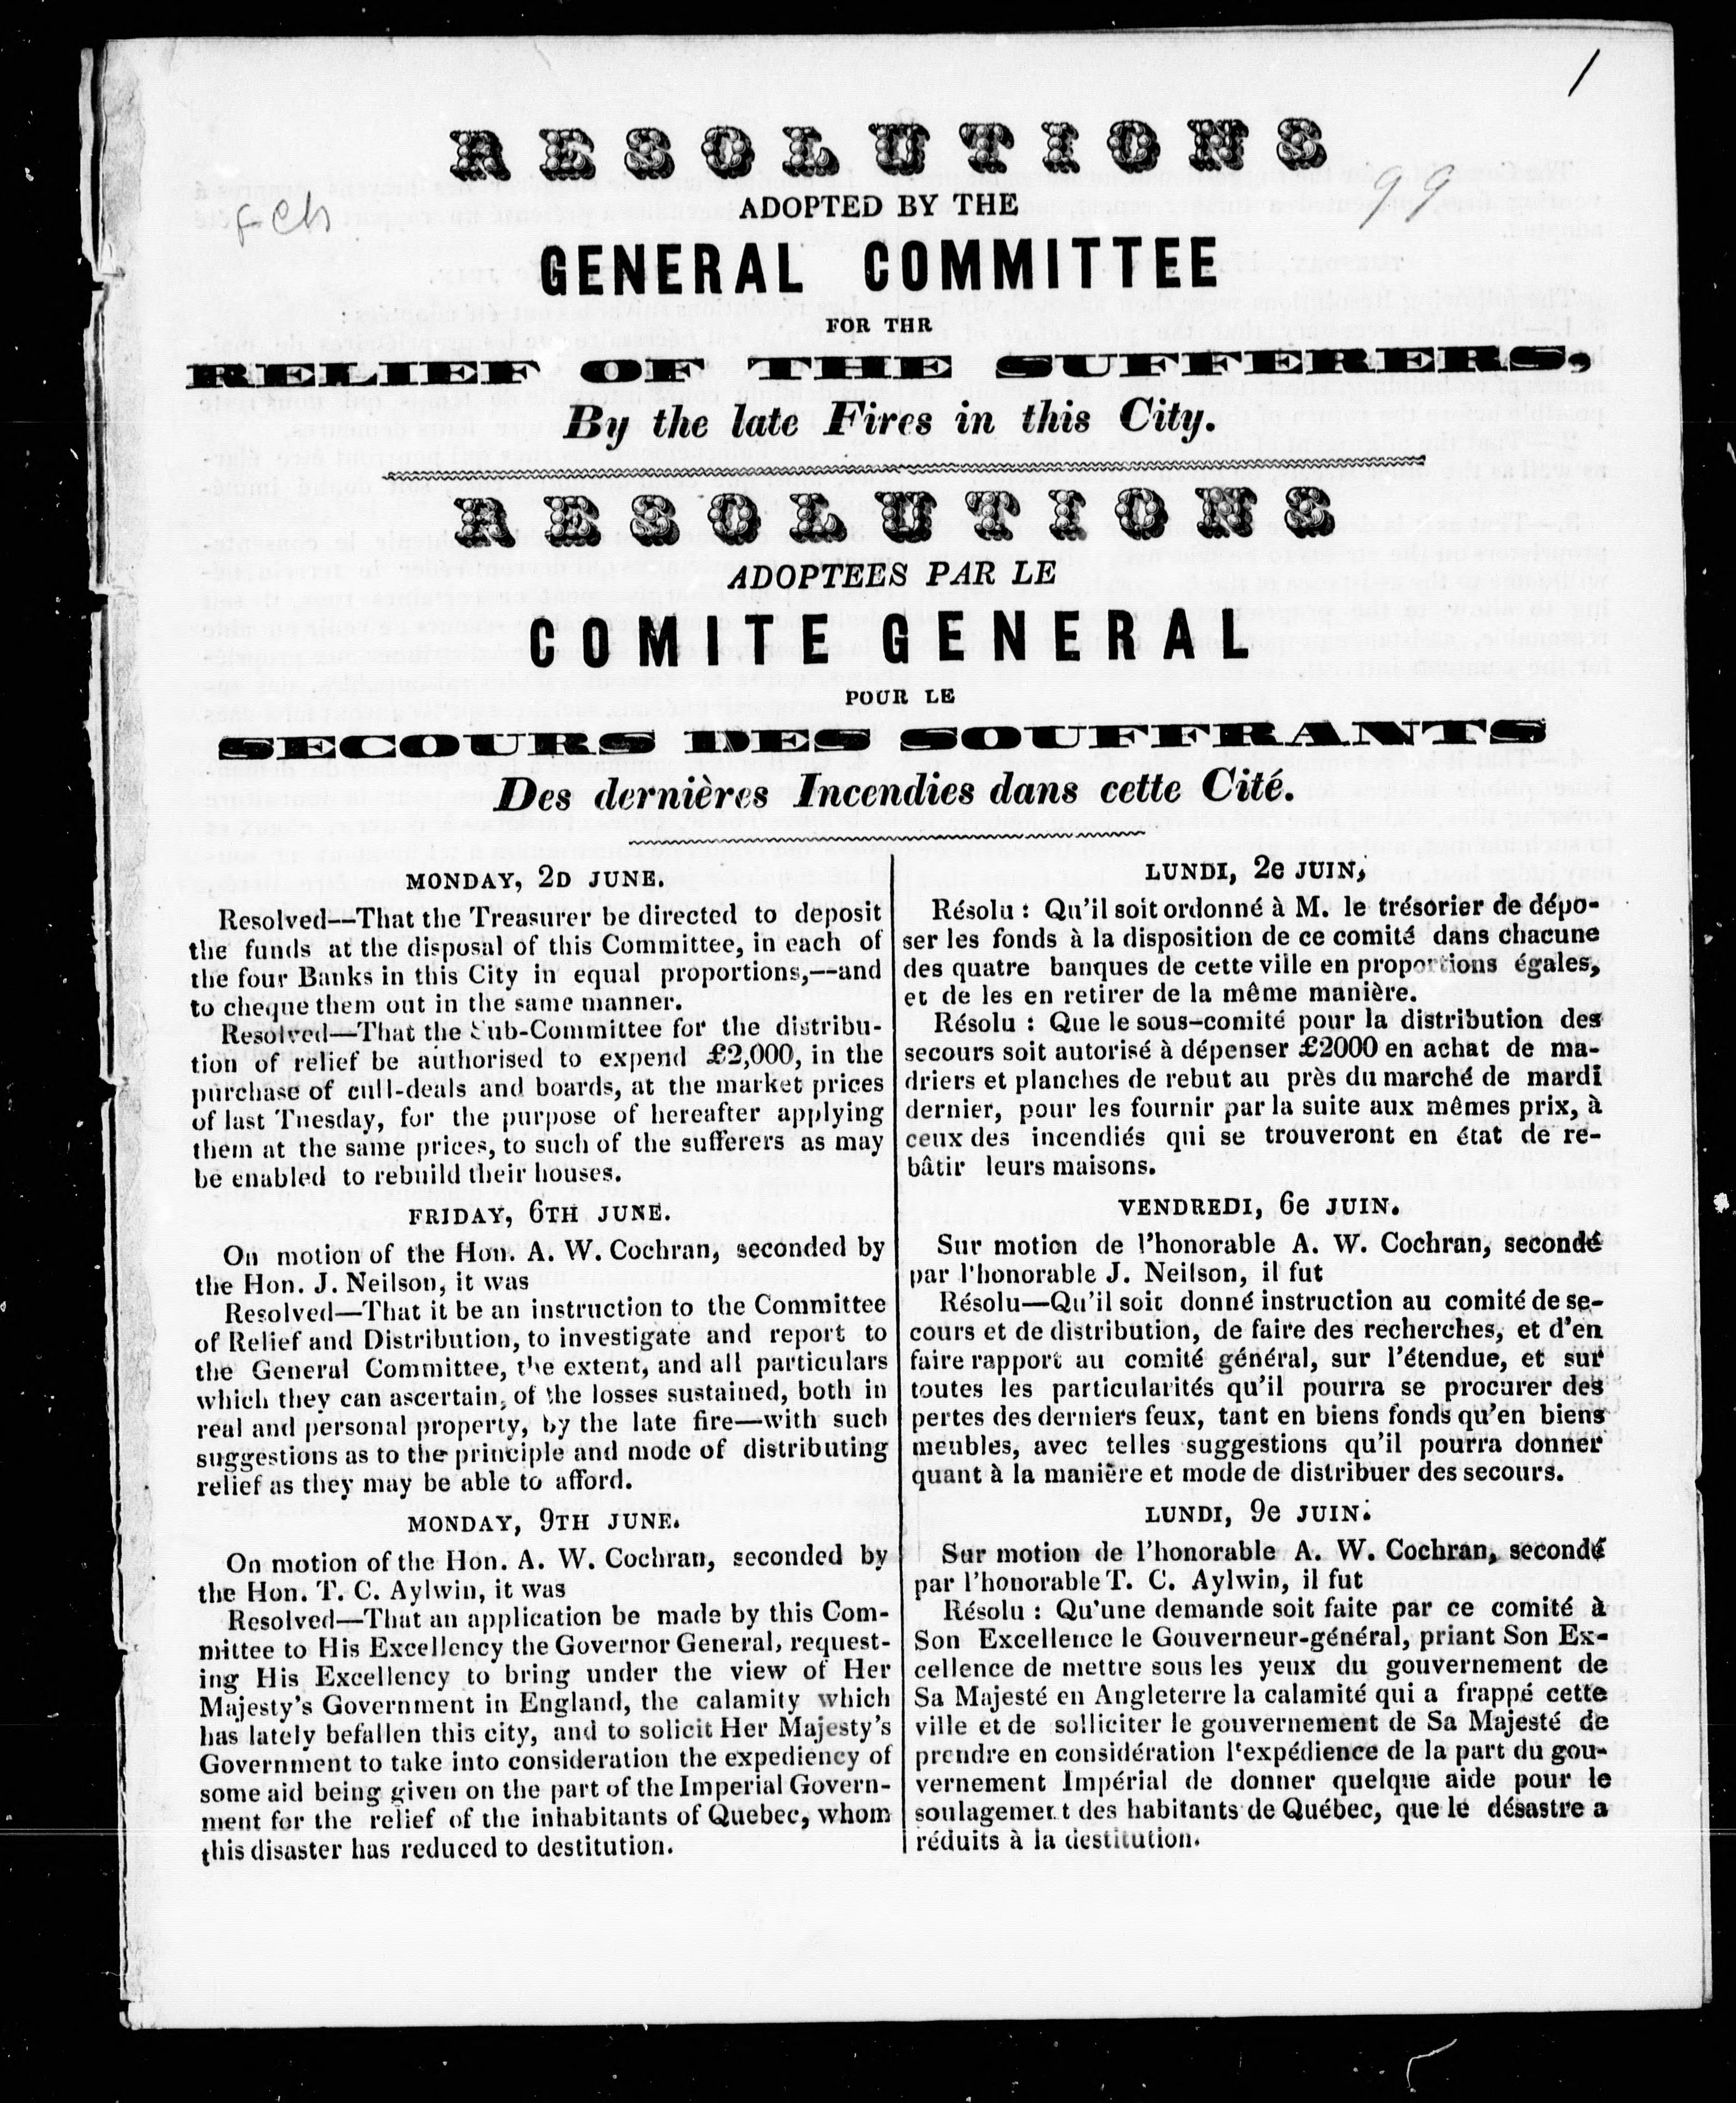 1
99
RESOLUTIONS
ADOPTED BY THE
GENERAL COMMITTEE
FOR THR
RELIEF OF THE SUFFERERS,
By the late Fires in this City.
RESOLUTIONS
ADOPTEES PAR LE
COMITE GENERAL
POUR LE
SECOURS DES SOUFFRANTS
Des dernières Incendies dans cette Cité.
MONDAY, 2D JUNE.
Resolved—That the Treasurer be directed to deposit
the funds at the disposal of this Committee, in each of
the four Banks in this City in equal proportions,—and
to cheque them out in the same manner.
Resolved—That the Sub-Committee for the distribu-
tion of relief be authorised to expend £2,000, in the
purchase of cull-deals and boards, at the market prices
of last Tuesday, for the purpose of hereafter applying
them at the same prices, to such of the sufferers as may
be enabled to rebuild their houses.
FRIDAY, 6TH JUNE.
On motion of the Hon. A. W. Cochran, seconded by
the Hon. J. Neilson, it was
Resolved—That it be an instruction to the Committee
of Relief and Distribution, to investigate and report to
the General Committee, the extent, and all particulars
which they can ascertain, of the losses sustained, both in
real and personal property, by the late fire—with such
suggestions as to the principle and mode of distributing
relief as they may be able to afford.
MONDAY, 9TH JUNE.
On motion of the Hon. A. W. Cochran, seconded by
the Hon. T. C. Aylwin, it was
Resolved—That an application be made by this Com-
mittee to His Excellency the Governor General, request-
ing His Excellency to bring under the view of Her
Majesty's Government in England, the calamity which
has lately befallen this city, and to solicit Her Majesty's
Government to take into consideration the expediency of
some aid being given on the part of the Imperial Govern-
ment for the relief of the inhabitants of Quebec, whom
this disaster has reduced to destitution.
LUNDI, 2e JUIN,
Résolu : Qu'il soit ordonné à M. le trésorier de dépo-
ser les fonds à la disposition de ce comité dans chacune
des quatre banques de cette ville en proportions égales,
et de les en retirer de la même manière.
Résolu : Que le sous-comité pour la distribution des
secours soit autorisé à dépenser £2000 en achat de ma-
driers et planches de rebut au près du marché de mardi
dernier, pour les fournir par la suite aux mêmes prix, à
ceux des incendiés qui se trouveront en état de re-
bâtir leurs maisons.
VENDREDI, 6e JUIN.
Sur motion de l'honorable A. W. Cochran, secondé
par l'honorable J. Neilson, il fut
Résolu—Qu'il soit donné instruction au comité de se-
cours et de distribution, de faire des recherches, et d'en
faire rapport au comité général, sur l'étendue, et sur
toutes les particularités qu'il pourra se procurer des
pertes des derniers feux, tant en biens fonds qu'en biens
meubles, avec telles suggestions qu'il pourra donner
quant à la manière et mode de distribuer des secours.
LUNDI, 9e JUIN.
Sur motion de l'honorable A. W. Cochran, secondé
par l'honorable T. C. Aylwin, il fut
Résolu : Qu'une demande soit faite par ce comité à
Son Excellence le Gouverneur-général, priant Son Ex-
cellence de mettre sous les yeux du gouvernement de
Sa Majesté en Angleterre la calamité qui a frappé cette
ville et de solliciter le gouvernement de Sa Majesté de
prendre en considération l'expédience de la part du gou-
vernement Impérial de donner quelque aide pour le
soulagement des habitants de Québec, que le désastre a
réduits à la destitution.